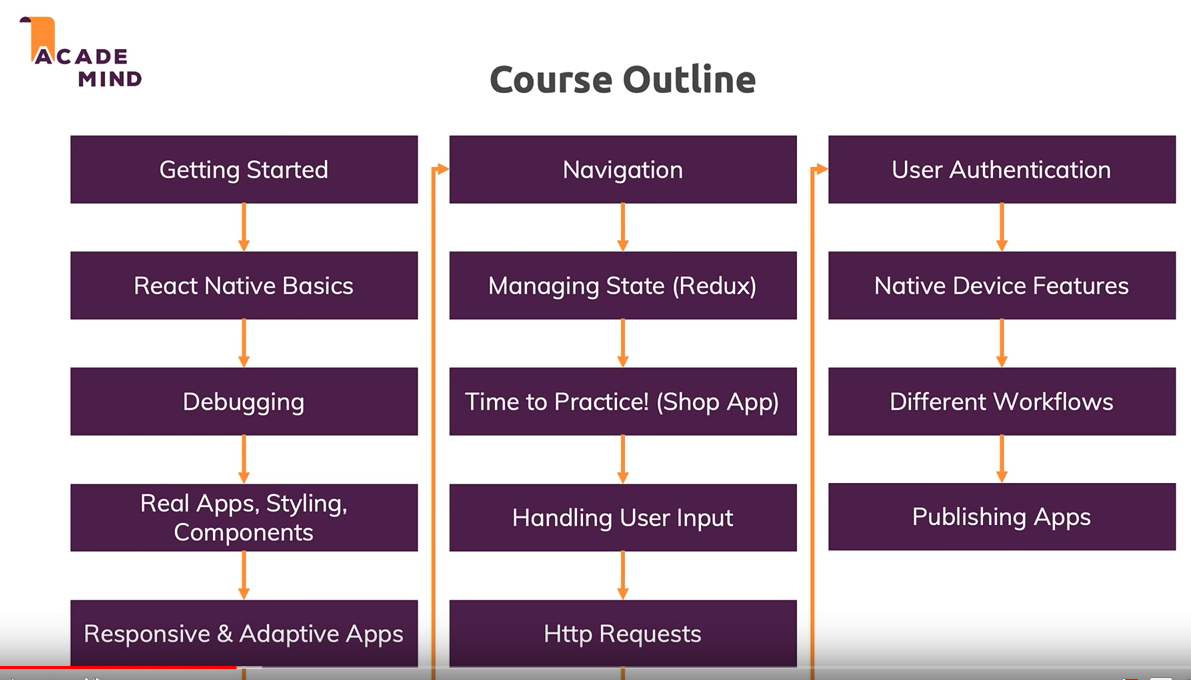 ACADE
MIND
Course Outline
Getting Started
React Native Basics
Debugging
Real Apps, Styling,
Components
Responsive & Adaptive Apps
Navigation
Managing State (Redux)
Time to Practice! (Shop App)
Handling User Input
Http Requests
User Authentication
Native Device Features
Different Workflows
Publishing Apps